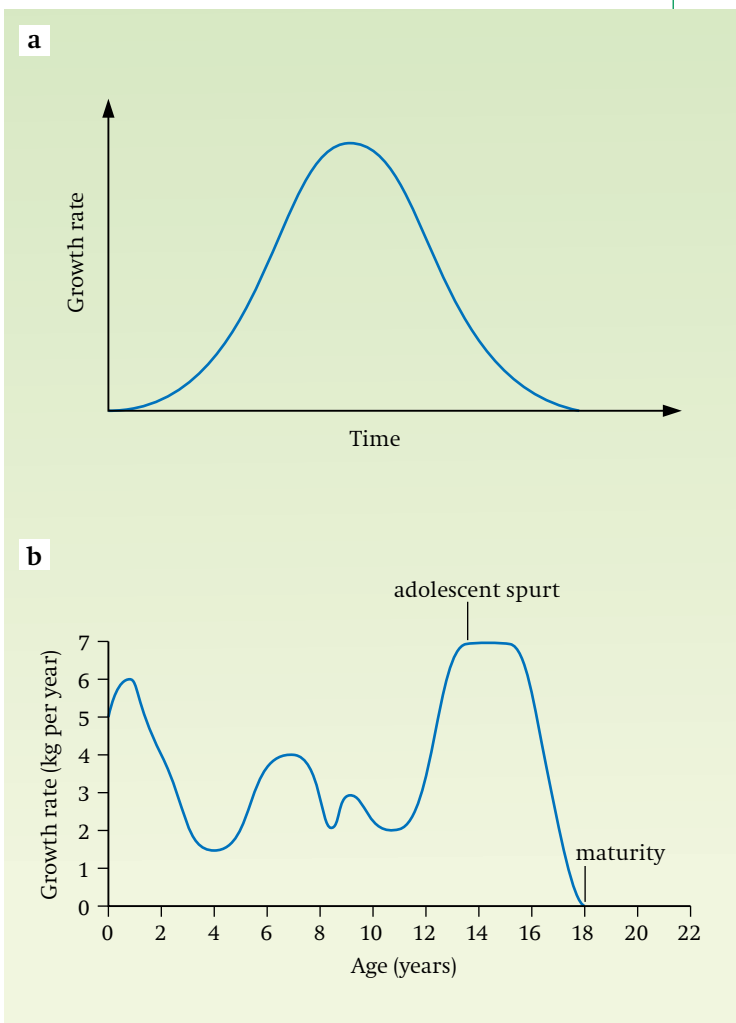 a
Growth rate
Time
b
adolescent spurt
Growth rate (kg per year)
7
6
5
4
3
2
1
0
maturity
0 2 4 6 8 10 12 14 16 18 20 22
Age (years)